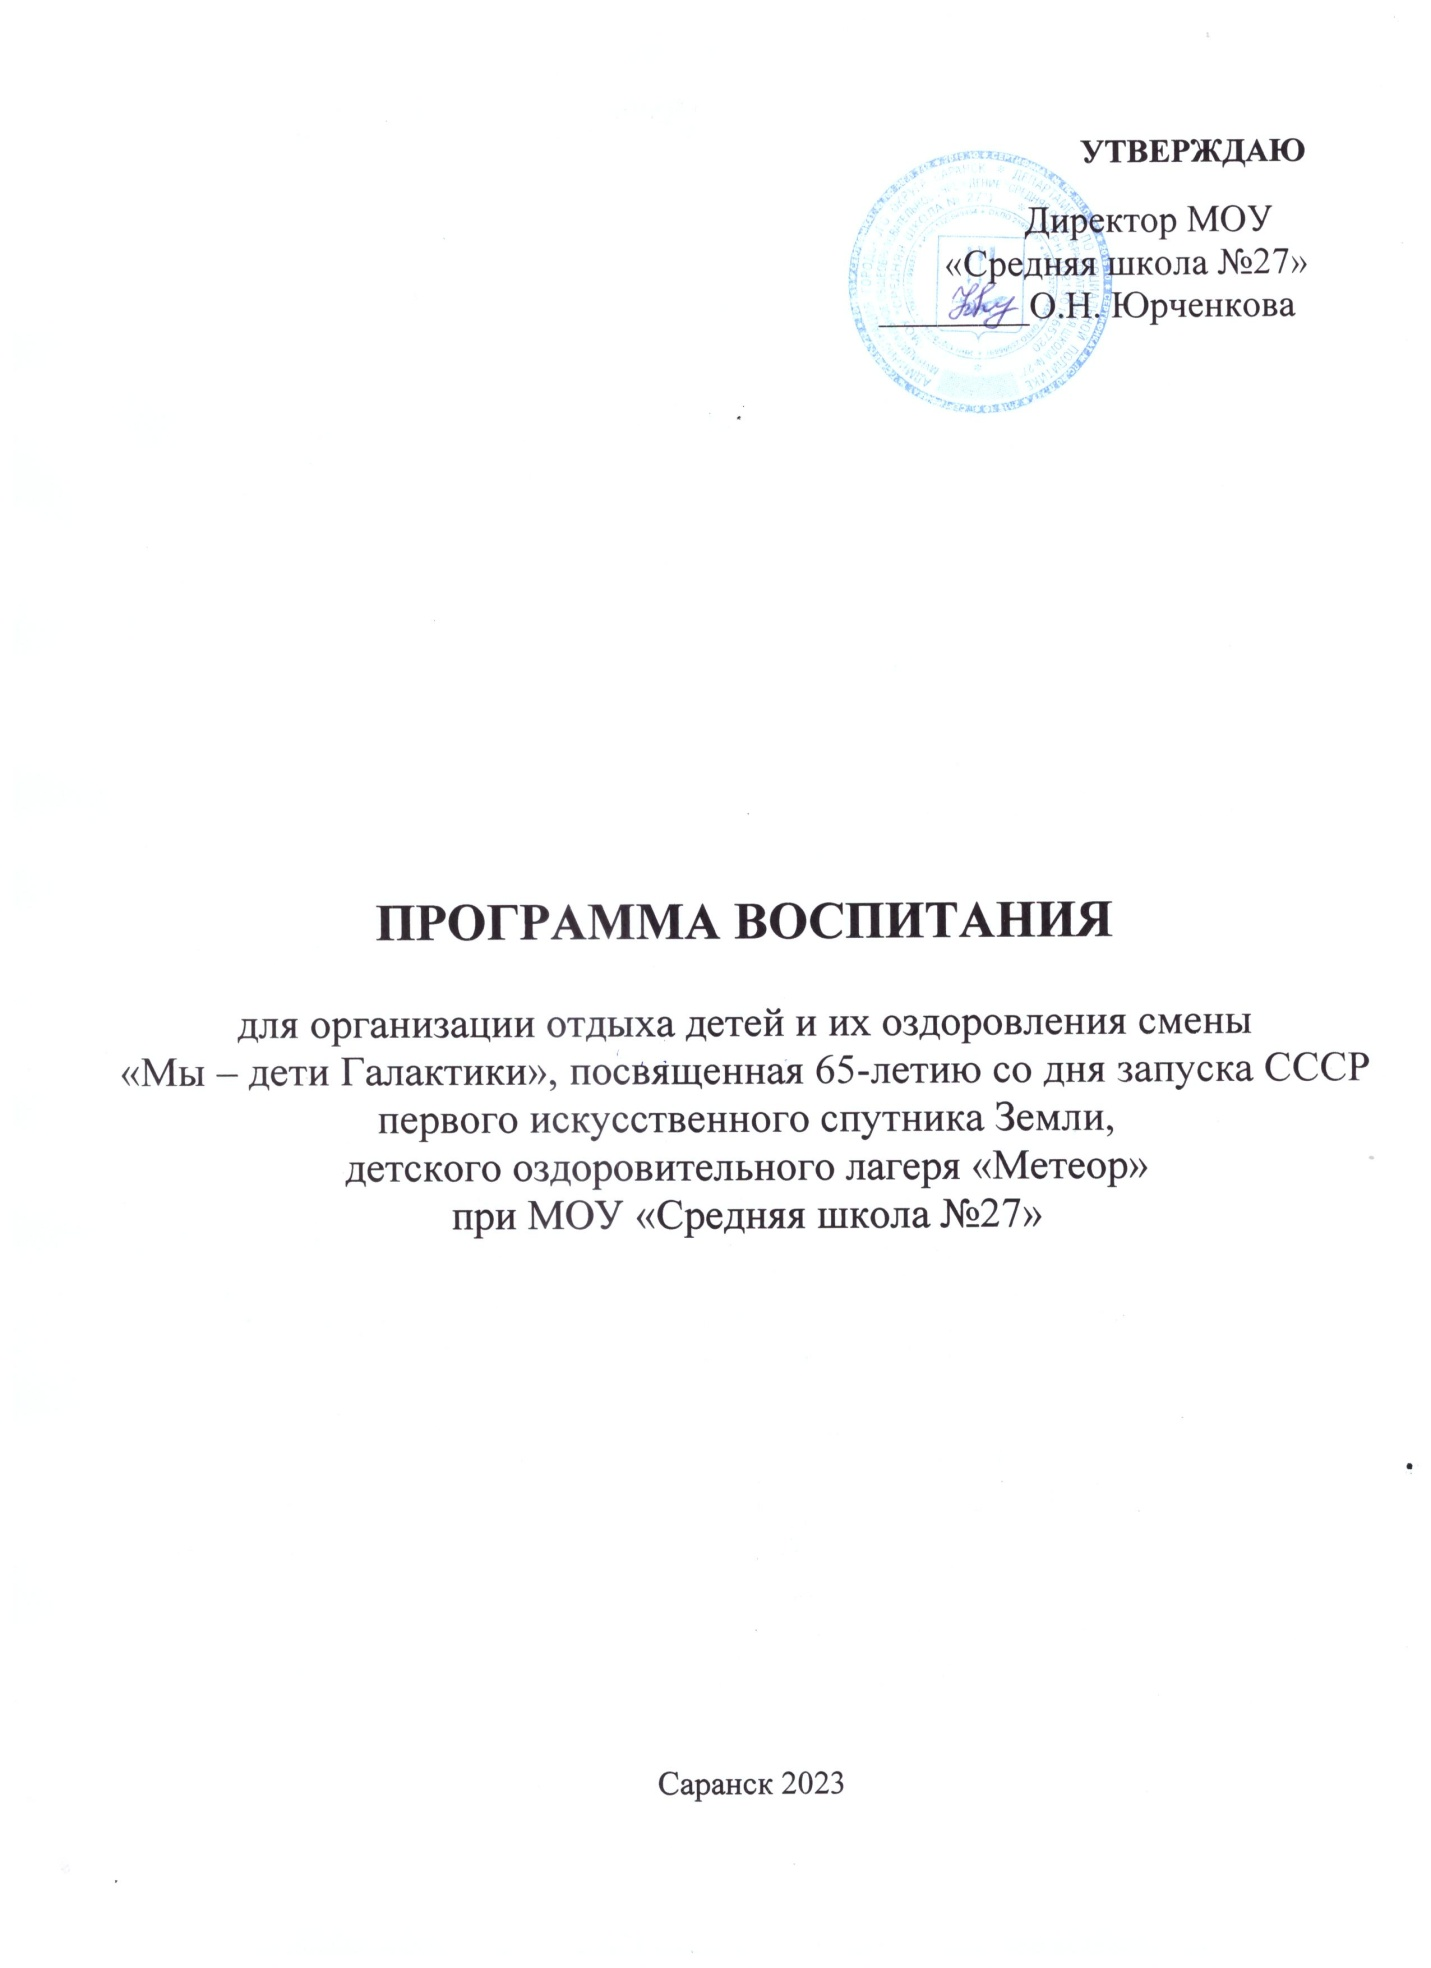 УТВЕРЖДАЮ
Директор МОУ
«Средняя школа №27»
О.Н. Юрченкова
ПРОГРАММА ВОСПИТАНИЯ
для организации отдыха детей и их оздоровления смены
«Мы – дети Галактики», посвященная 65-летию со дня запуска СССР
первого искусственного спутника Земли,
детского оздоровительного лагеря «Метеор»
при МОУ «Средняя школа №27»
Саранск 2023